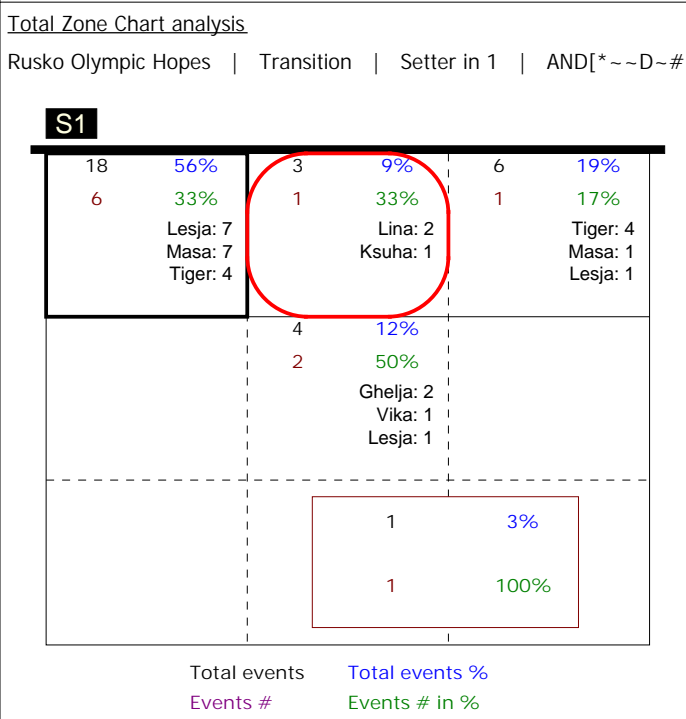 Total Zone Chart analysis
Rusko Olympic Hopes | Transition | Setter in 1 | AND[*~~D~#
S1
18 56% 3 9% 6 19%
6 33% 1 33% 1 17%
Lesja: 7 Lina: 2 Tiger: 4
Masa: 7 Ksuha: 1 Masa: 1
Tiger: 4 Lesja: 1
4 12%
2 50%
Ghelja: 2
Vika: 1
Lesja: 1
1 3%
1 100%
Total events Total events %
Events # Events # in %